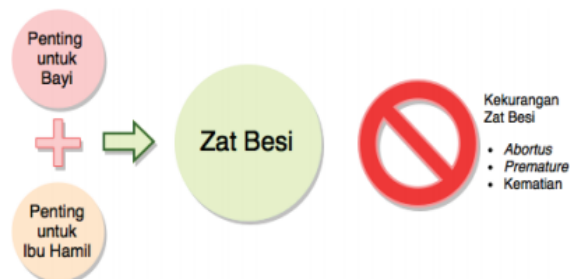 Penting
untuk
Bayi
Penting
untuk
Ibu Hamil
Zat Besi
Kekurangan
Zat Besi
• Abortus
• Premature
• Kematian